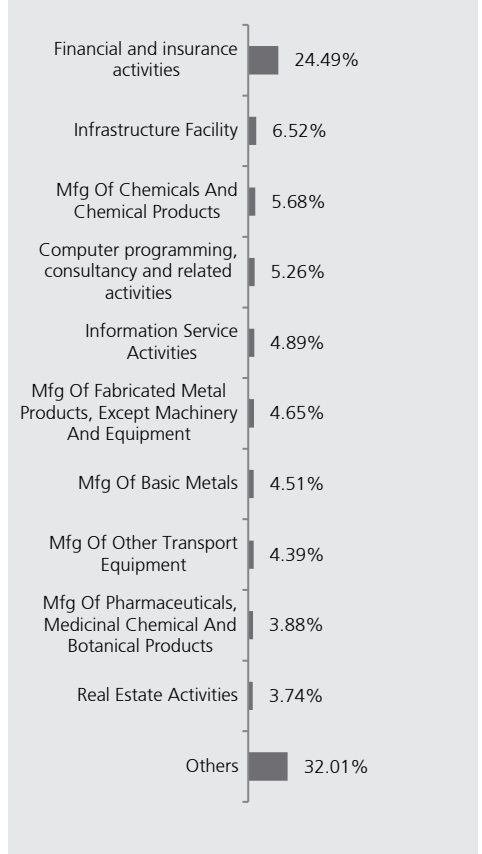 Financial and insurance
activities
24.49%
Infrastructure Facility
6.52%
Mfg Of Chemicals And
Chemical Products
5.68%
Computer programming,
consultancy and related
activities
5.26%
Information Service
Activities
4.89%
Mfg Of Fabricated Metal
Products, Except Machinery
And Equipment
4.65%
Mfg Of Basic Metals
4.51%
Mfg Of Other Transport
Equipment
4.39%
Mfg Of Pharmaceuticals,
Medicinal Chemical And
Botanical Products
3.88%
Real Estate Activities
3.74%
Others
32.01%